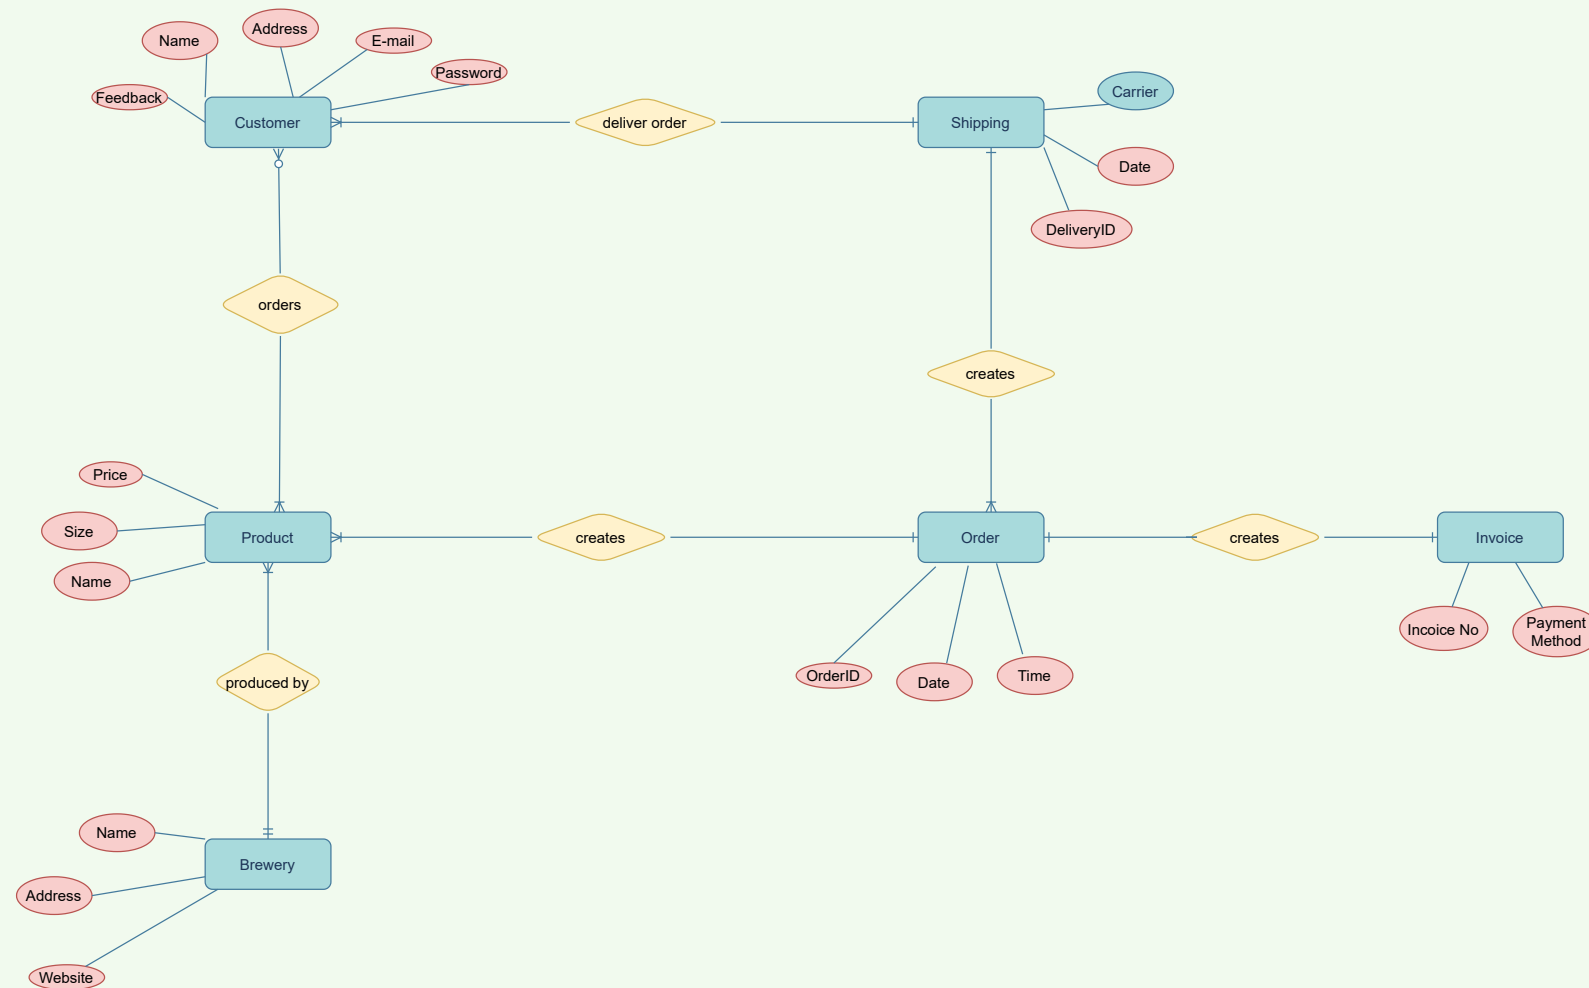 Name
Address
E-mail
Password
Feedback
Customer
deliver order
Shipping
Carrier
Date
DeliveryID
orders
creates
Price
Size
Name
Product
creates
Order
creates
Invoice
OrderID
Date
Time
Incoice No
Payment
Method
produced by
Name
Brewery
Address
Website